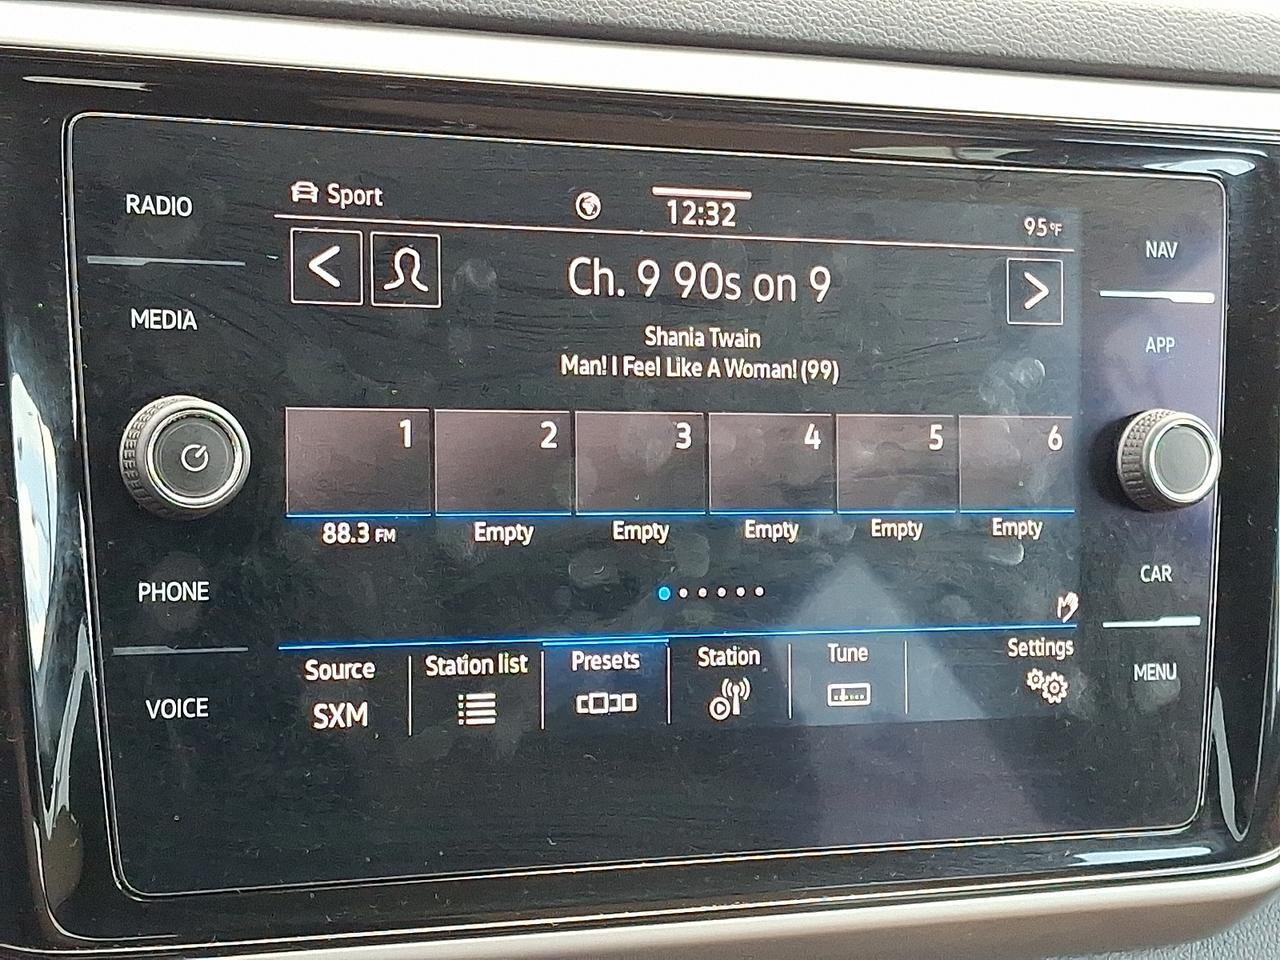 RADIO
MEDIA
PHONE
VOICE
Sport
12:32
95°F
Ch. 9 90s on 9
Shania Twain
Man! I Feel Like A Woman! (99)
1 2 3 4 5 6
88.3 FM Empty Empty Empty Empty Empty
Source Station list Presets Station Tune Settings
SXM
NAV
APP
CAR
MENU